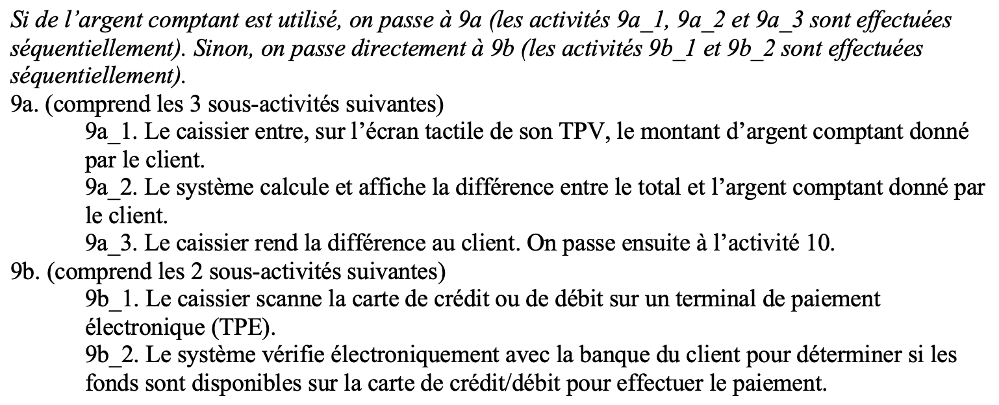 Si de l’argent comptant est utilisé, on passe à 9a (les activités 9a_1, 9a_2 et 9a_3 sont effectuées
séquentiellement). Sinon, on passe directement à 9b (les activités 9b_1 et 9b_2 sont effectuées
séquentiellement).
9a. (comprend les 3 sous-activités suivantes)
9a_1. Le caissier entre, sur l’écran tactile de son TPV, le montant d’argent comptant donné
par le client.
9a_2. Le système calcule et affiche la différence entre le total et l’argent comptant donné par
le client.
9a_3. Le caissier rend la différence au client. On passe ensuite à l’activité 10.
9b. (comprend les 2 sous-activités suivantes)
9b_1. Le caissier scanne la carte de crédit ou de débit sur un terminal de paiement
électronique (TPE).
9b_2. Le système vérifie électroniquement avec la banque du client pour déterminer si les
fonds sont disponibles sur la carte de crédit/débit pour effectuer le paiement.